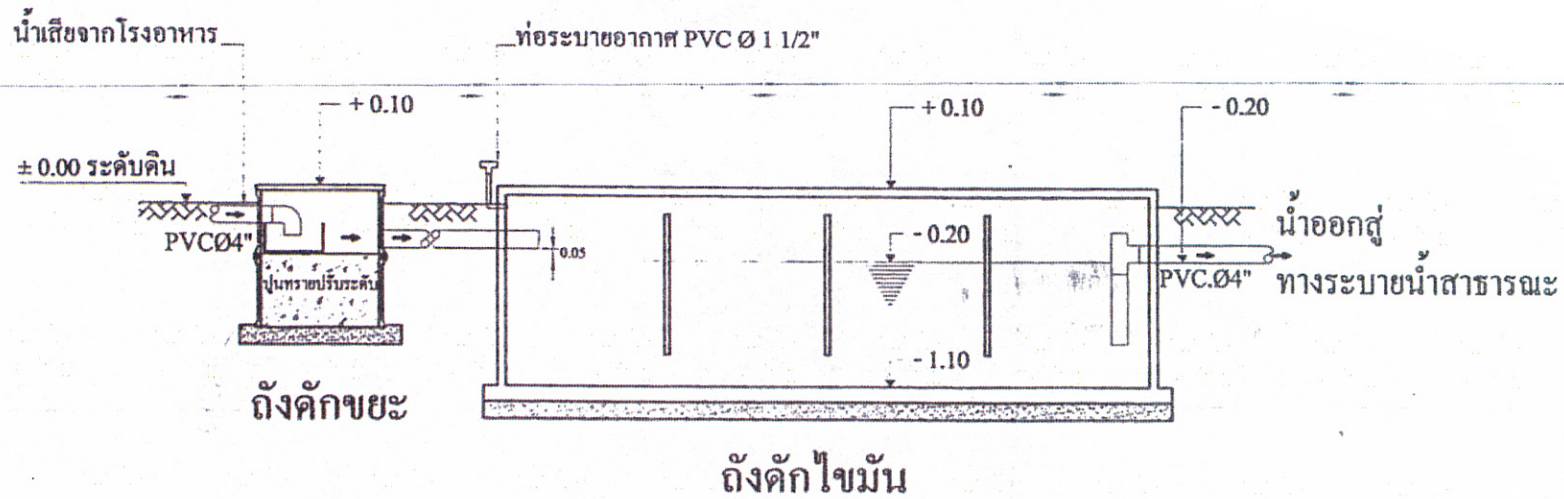 น้ำเสียจากโรงอาหาร
ท่อระบายอากาศ PVC Ø 1 1/2"
+ 0.10
+ 0.10
- 0.20
± 0.00 ระดับดิน
PVCØ4"
0.05
- 0.20
น้ำออกสู่
ทางระบายน้ำสาธารณะ
PVC.Ø4"
ปูนทรายปรับระดับ
- 1.10
ถังดักขยะ
ถังดักไขมัน